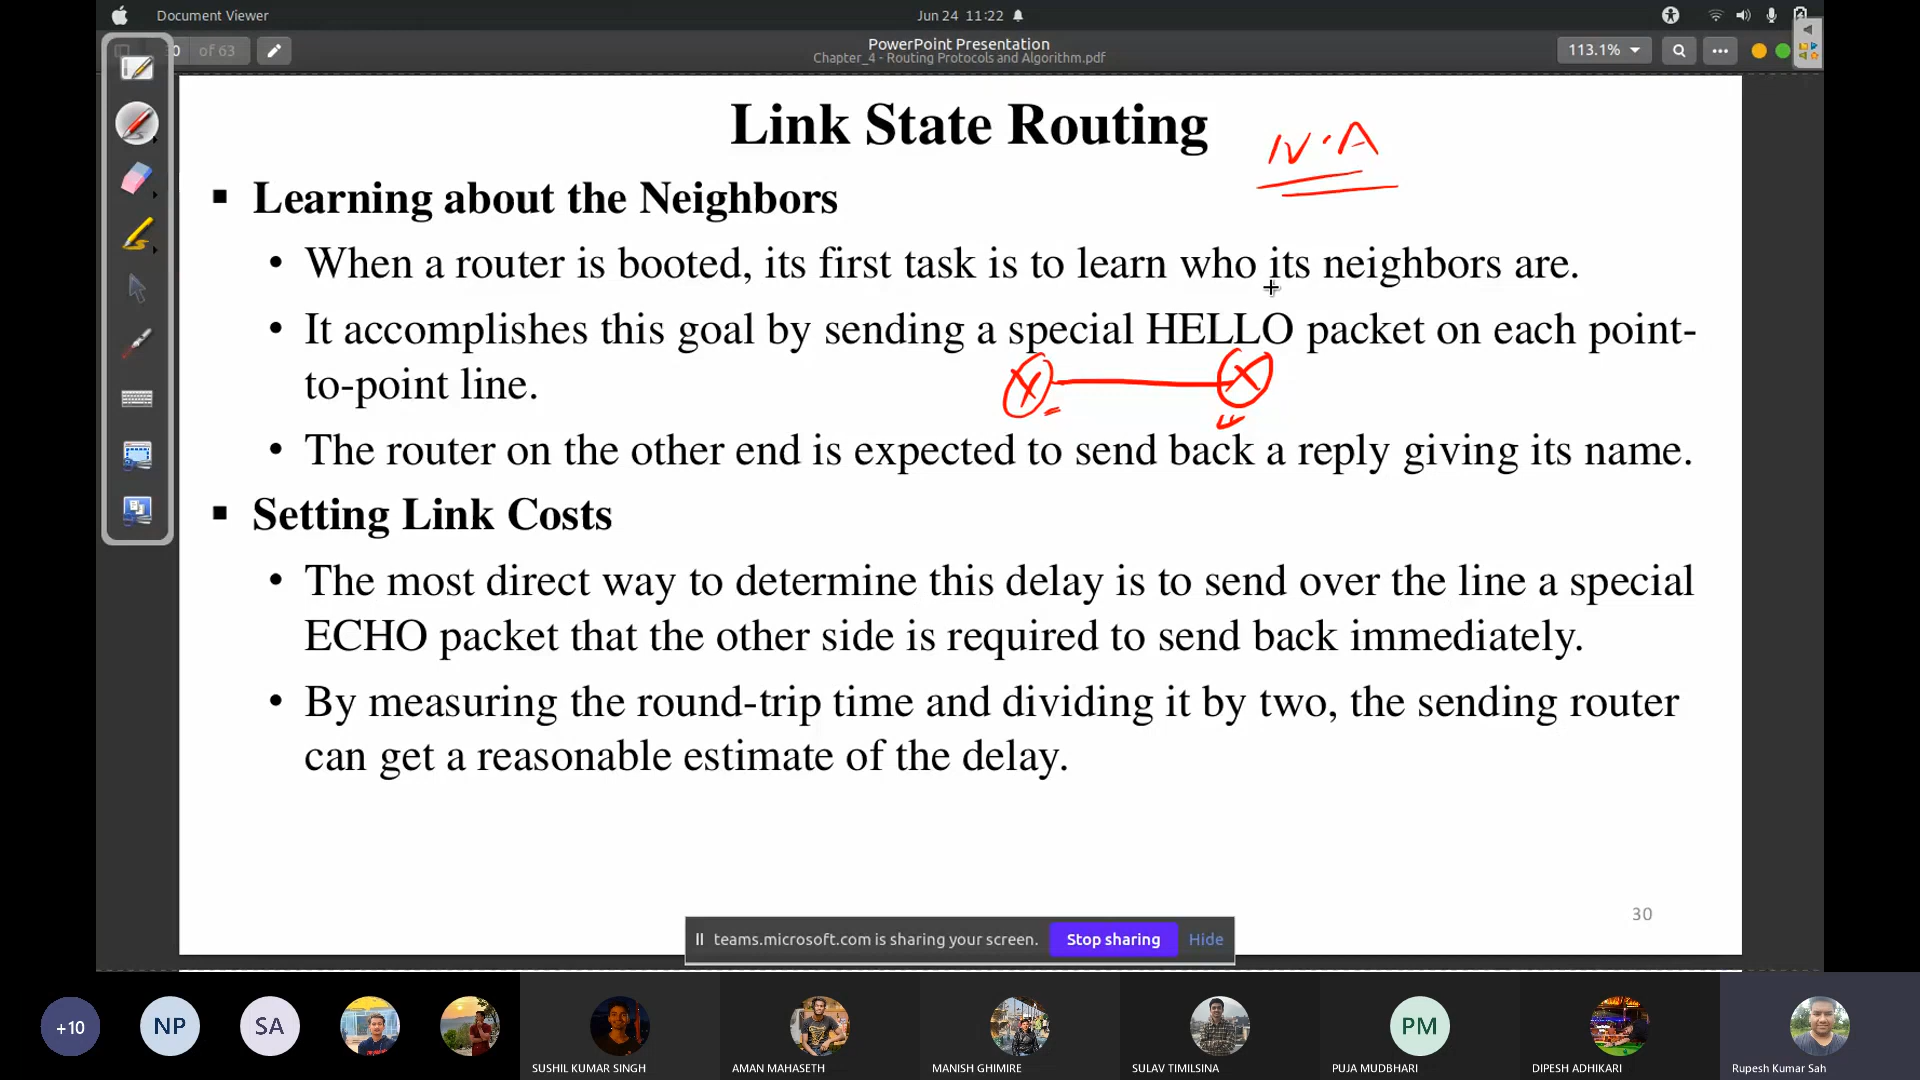 Document Viewer
Jun 24 11:22
30 of 63
PowerPoint Presentation
Chapter_4 - Routing Protocols and Algorithm.pdf
113.1%
Link State Routing
N.A
▪ Learning about the Neighbors
• When a router is booted, its first task is to learn who its neighbors are.
• It accomplishes this goal by sending a special HELLO packet on each point-
to-point line.
• The router on the other end is expected to send back a reply giving its name.
▪ Setting Link Costs
• The most direct way to determine this delay is to send over the line a special
ECHO packet that the other side is required to send back immediately.
• By measuring the round-trip time and dividing it by two, the sending router
can get a reasonable estimate of the delay.
30
teams.microsoft.com is sharing your screen. Stop sharing Hide
+10 NP SA PM
SUSHIL KUMAR SINGH AMAN MAHASETH MANISH GHIMIRE SULAV TIMILSINA PUJA MUDBHARI DIPESH ADHIKARI Rupesh Kumar Sah